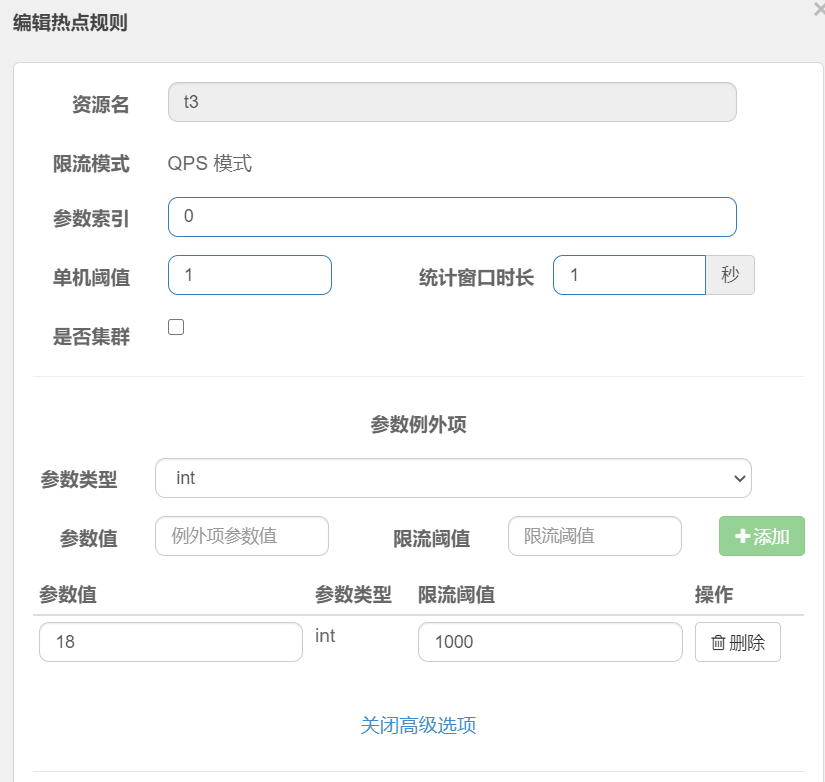 编辑热点规则
资源名 t3
限流模式 QPS 模式
参数索引 0
单机阈值 1 统计窗口时长 1 秒
是否集群
参数例外项
参数类型 int
参数值 例外项参数值 限流阈值 限流阈值 添加
参数值 参数类型 限流阈值 操作
18 int 1000 删除
关闭高级选项